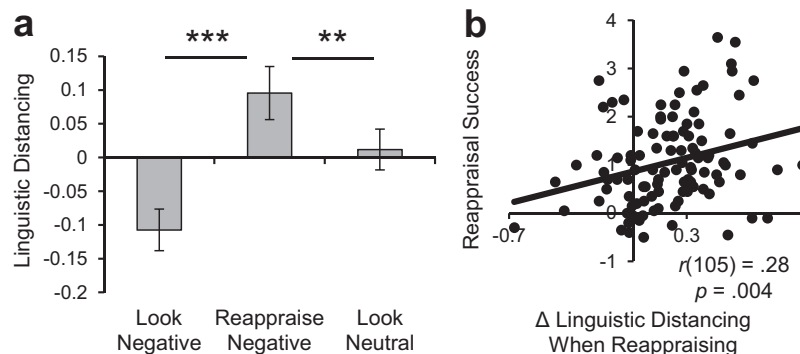 a
*** **
0.15
0.1
0.05
0
-0.05
-0.1
-0.15
-0.2
Linguistic Distancing
Look Negative
Reappraise Negative
Look Neutral
b
4
3
2
1
0
-1
-0.7
0.3
Reappraisal Success
r(105) = .28
p = .004
Δ Linguistic Distancing
When Reappraising